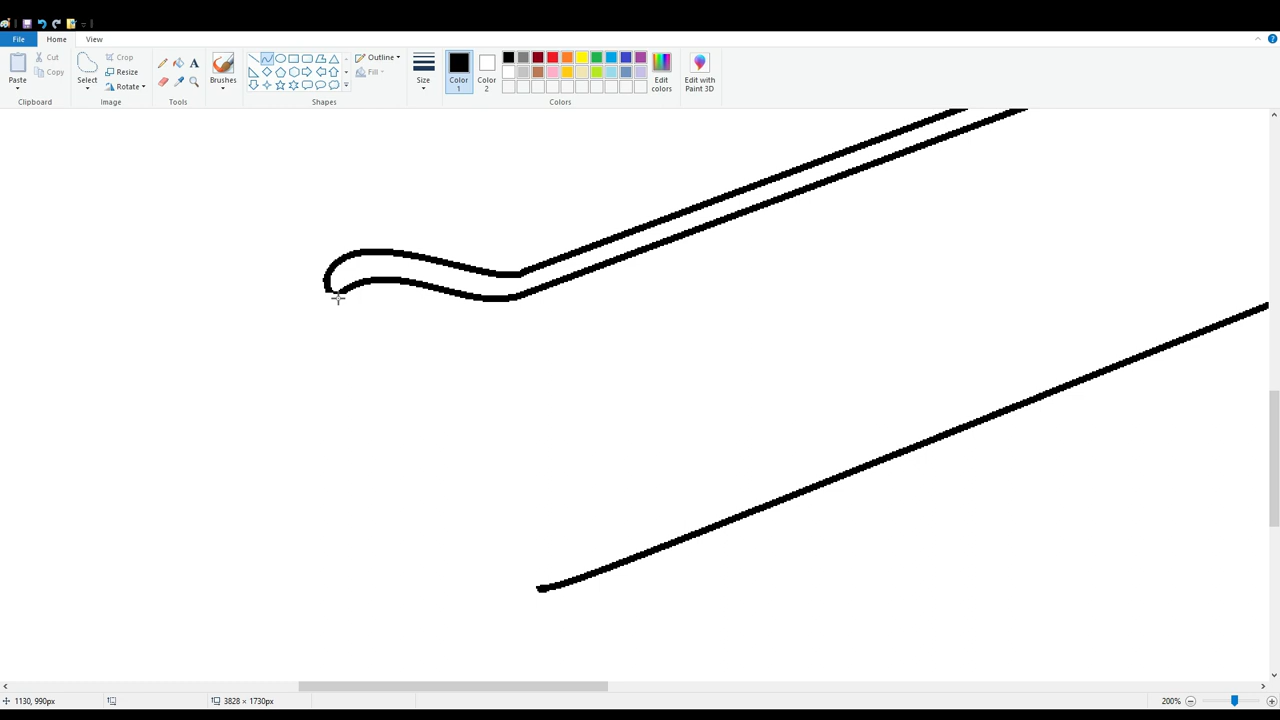 File Home View
Paste Cut Copy Select Crop Resize Rotate A Brushes Outline Fill Size Color 1 Color 2 Edit colors Edit with Paint 3D
Clipboard Image Tools Shapes Colors
1130, 990px 3828 × 1730px 200%